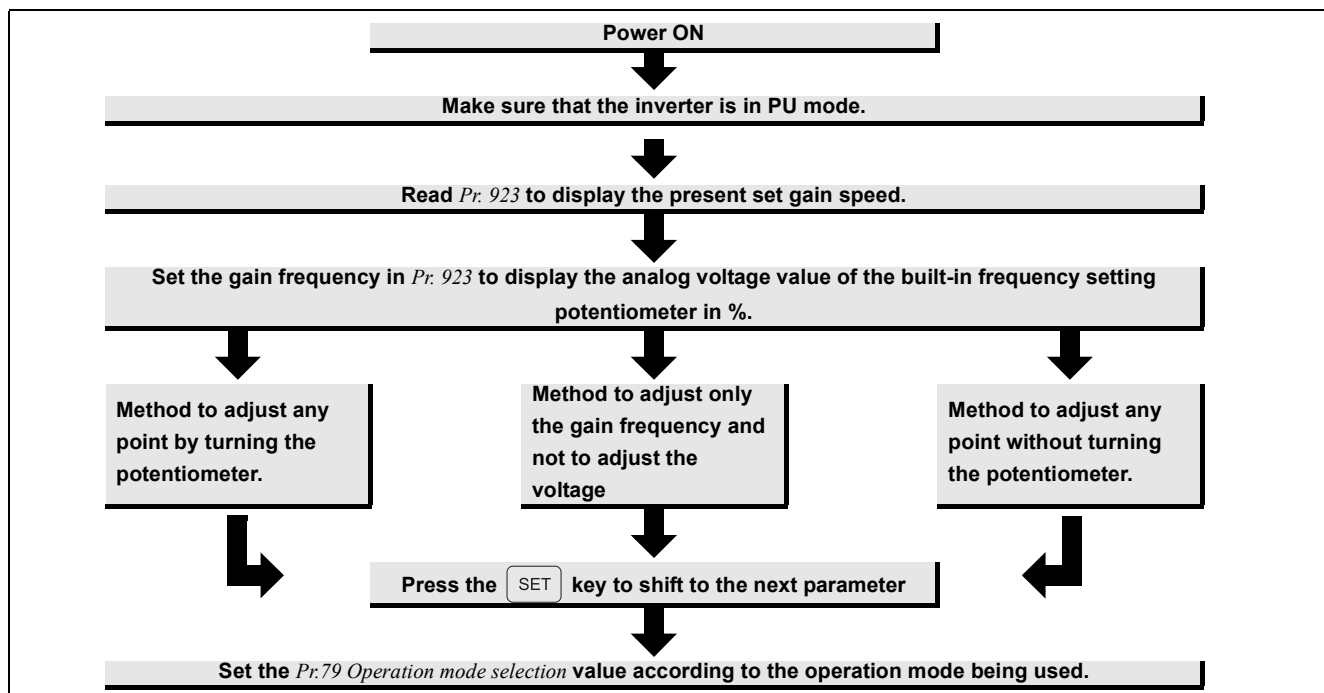 Power ON
Make sure that the inverter is in PU mode.
Read Pr. 923 to display the present set gain speed.
Set the gain frequency in Pr. 923 to display the analog voltage value of the built-in frequency setting
potentiometer in %.
Method to adjust any
point by turning the
potentiometer.
Method to adjust only
the gain frequency and
not to adjust the
voltage
Method to adjust any
point without turning
the potentiometer.
Press the SET key to shift to the next parameter
Set the Pr.79 Operation mode selection value according to the operation mode being used.